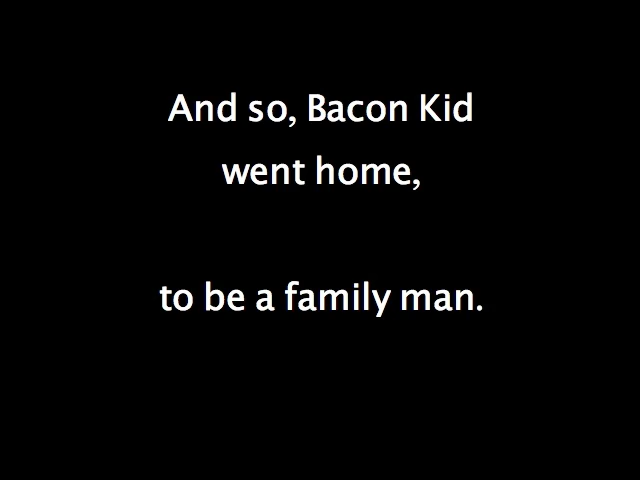 And so, Bacon Kid
went home,
to be a family man.